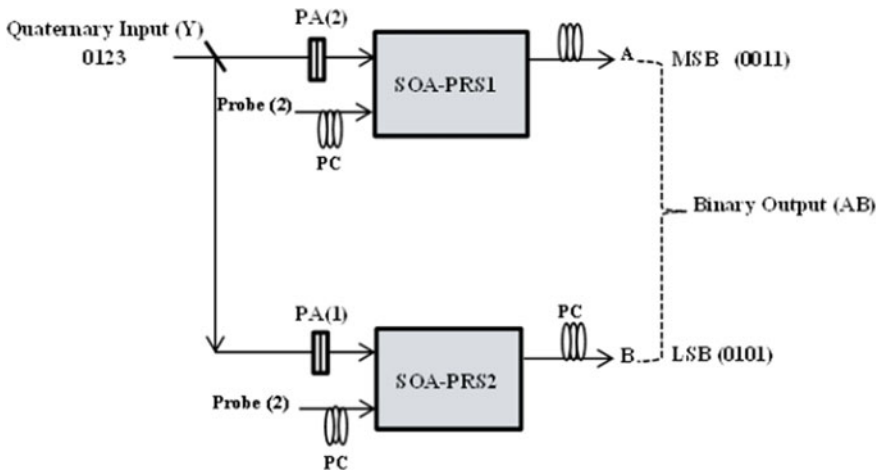 Quaternary Input (Y)
0123
PA(2)
SOA-PRS1
Probe (2)
PC
A
MSB (0011)
Binary Output (AB)
PA(1)
SOA-PRS2
Probe (2)
PC
PC
B
LSB (0101)